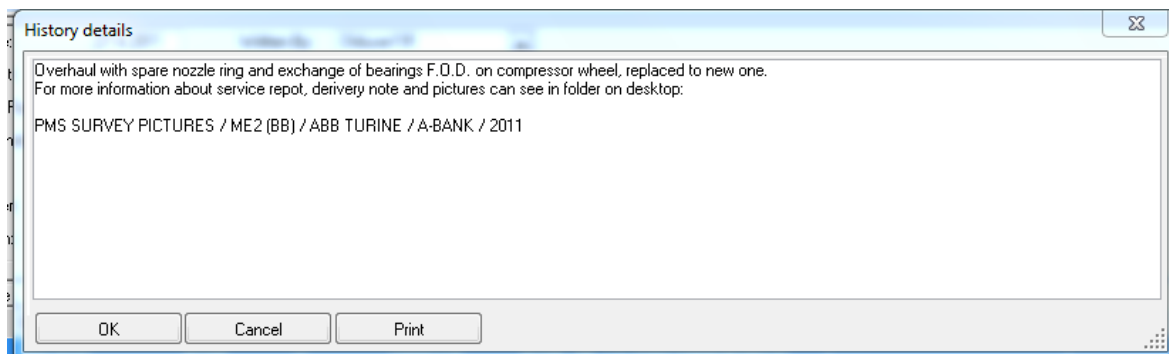 History details
Overhaul with spare nozzle ring and exchange of bearings F.O.D. on compressor wheel, replaced to new one.
For more information about service repot, derivery note and pictures can see in folder on desktop:
PMS SURVEY PICTURES / ME2 (BB) / ABB TURINE / A-BANK / 2011
OK
Cancel
Print